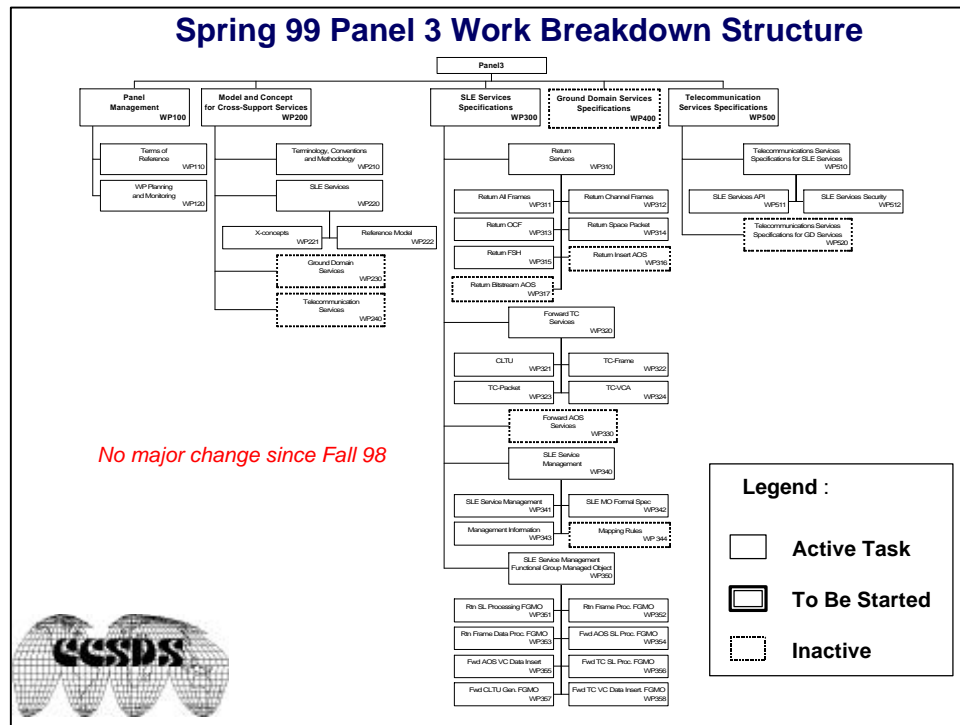 Spring 99 Panel 3 Work Breakdown Structure
Panel3
Panel
Management
WP100
Model and Concept
for Cross-Support Services
WP200
SLE Services
Specifications
WP300
Ground Domain Services
Specifications
WP400
Telecommunication
Services Specifications
WP500
Terms of
Reference
WP110
WP Planning
and Monitoring
WP120
Terminology, Conventions
and Methodology
WP210
SLE Services
WP220
X-concepts
WP221
Reference Model
WP222
Ground Domain
Services
WP230
Telecommunication
Services
WP240
Return
Services
WP310
Return All Frames
WP311
Return Channel Frames
WP312
Return OCF
WP313
Return Space Packet
WP314
Return FSH
WP315
Return Insert AOS
WP316
Return Bitstream AOS
WP317
Forward TC
Services
WP320
CLTU
WP321
TC-Frame
WP322
TC-Packet
WP323
TC-VCA
WP324
Forward AOS
Services
WP330
SLE Service
Management
WP340
SLE Service Management
WP341
SLE MO Formal Spec
WP342
Management Information
WP343
Mapping Rules
WP 344
SLE Service Management
Functional Group Managed Object
WP350
Rtn SL Processing FGMO
WP351
Rtn Frame Proc. FGMO
WP352
Rtn Frame Data Proc. FGMO
WP353
Fwd AOS SL Proc. FGMO
WP354
Fwd AOS VC Data Insert
WP355
Fwd TC SL Proc. FGMO
WP356
Fwd CLTU Gen. FGMO
WP357
Fwd TC VC Data Insert. FGMO
WP358
Telecommunications Services
Specifications for SLE Services
WP510
SLE Services API
WP511
SLE Services Security
WP512
Telecommunications Services
Specifications for GD Services
WP520
No major change since Fall 98
Legend :
Active Task
To Be Started
Inactive
CCSDS